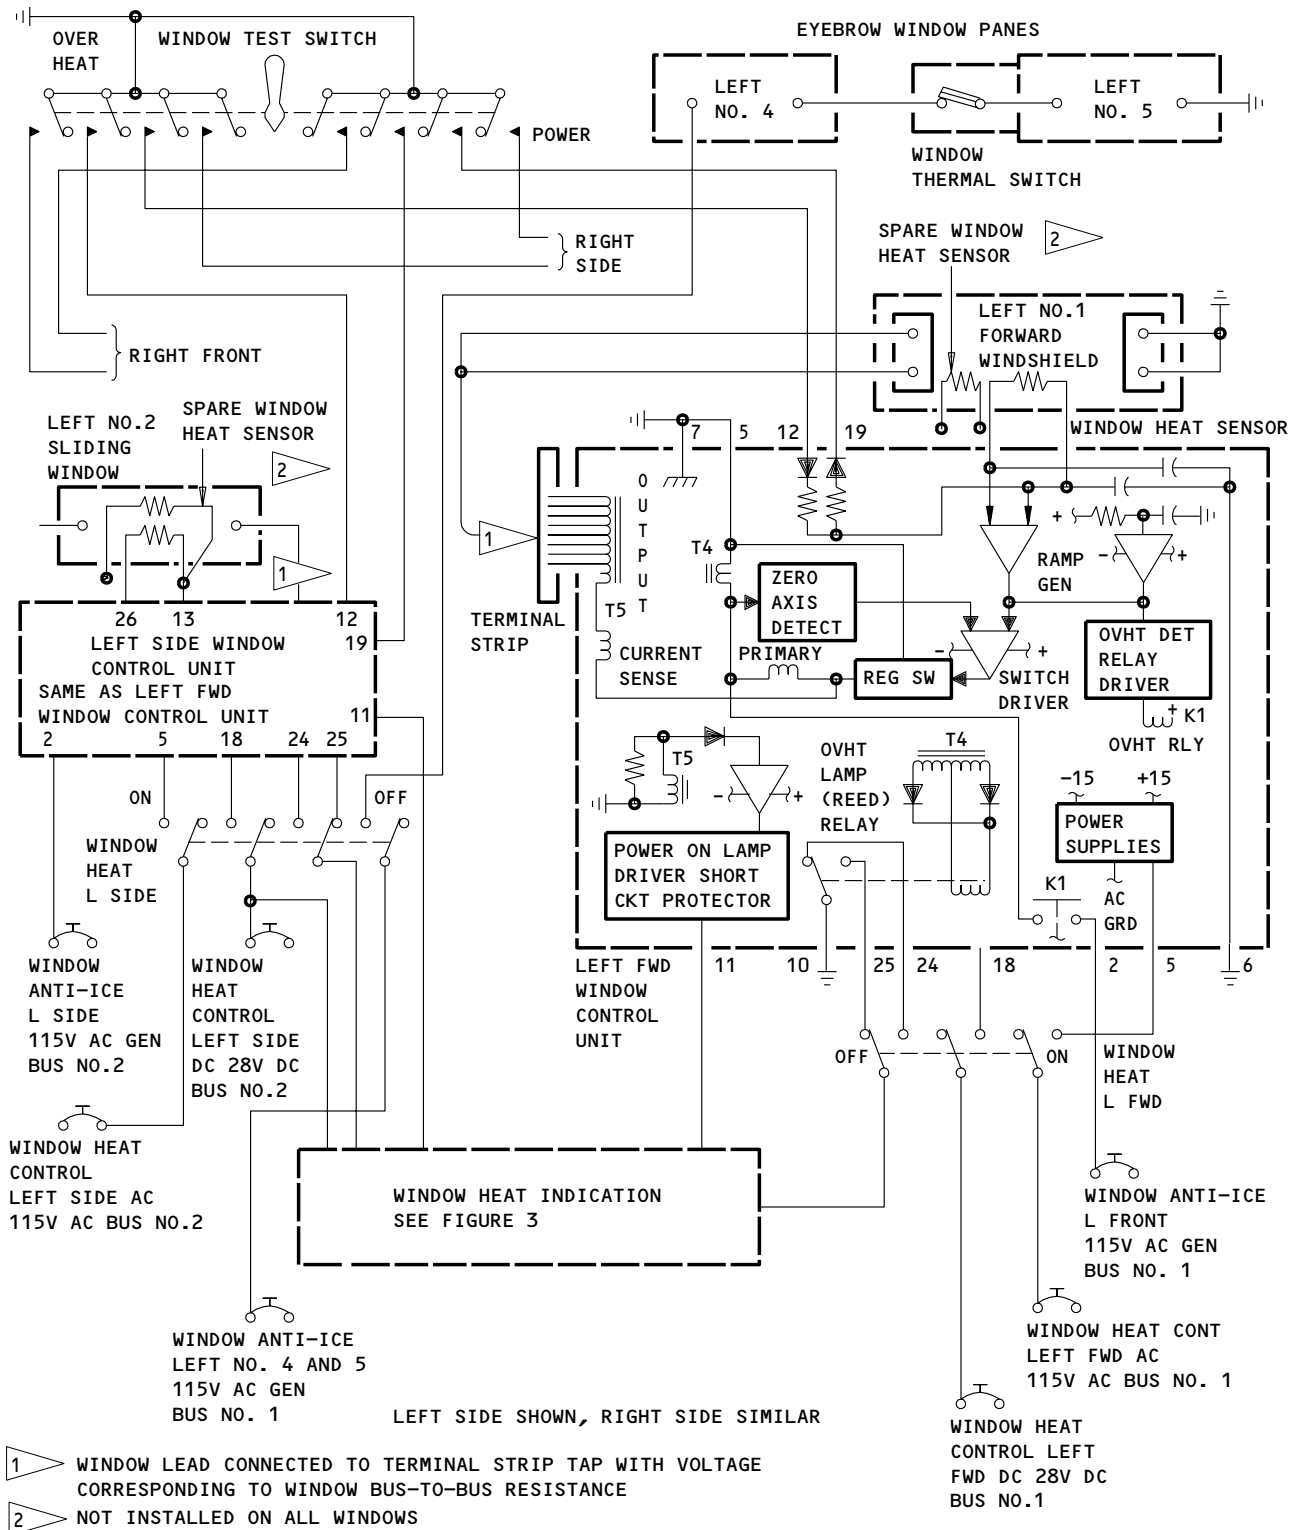 OVER
HEAT
WINDOW TEST SWITCH
POWER
EYEBROW WINDOW PANES
LEFT
NO. 4
LEFT
NO. 5
WINDOW
THERMAL SWITCH
RIGHT
SIDE
RIGHT FRONT
SPARE WINDOW
HEAT SENSOR
2
LEFT NO.1
FORWARD
WINDSHIELD
WINDOW HEAT SENSOR
LEFT NO.2
SLIDING
WINDOW
SPARE WINDOW
HEAT SENSOR
2
1
26
13
12
19
LEFT SIDE WINDOW
CONTROL UNIT
SAME AS LEFT FWD
WINDOW CONTROL UNIT
11
2
5
18
24
25
7
5
12
19
1
TERMINAL
STRIP
OUTPUT
T5
CURRENT
SENSE
T4
ZERO
AXIS
DETECT
PRIMARY
REG SW
-
+
SWITCH
DRIVER
RAMP
GEN
+
-
+
OVHT DET
RELAY
DRIVER
+
K1
OVHT RLY
T5
-
+
OVHT
LAMP
(REED)
RELAY
T4
-15
+15
POWER
SUPPLIES
AC
GRD
K1
POWER ON LAMP
DRIVER SHORT
CKT PROTECTOR
LEFT FWD
WINDOW
CONTROL
UNIT
11
10
25
24
18
2
5
6
ON
OFF
WINDOW
HEAT
L SIDE
WINDOW
ANTI-ICE
L SIDE
115V AC GEN
BUS NO.2
WINDOW
HEAT
CONTROL
LEFT SIDE
DC 28V DC
BUS NO.2
WINDOW HEAT
CONTROL
LEFT SIDE AC
115V AC BUS NO.2
OFF
ON
WINDOW
HEAT
L FWD
WINDOW HEAT INDICATION
SEE FIGURE 3
WINDOW ANTI-ICE
L FRONT
115V AC GEN
BUS NO. 1
WINDOW HEAT CONT
LEFT FWD AC
115V AC BUS NO. 1
WINDOW ANTI-ICE
LEFT NO. 4 AND 5
115V AC GEN
BUS NO. 1
WINDOW HEAT
CONTROL LEFT
FWD DC 28V DC
BUS NO.1
LEFT SIDE SHOWN, RIGHT SIDE SIMILAR
1 WINDOW LEAD CONNECTED TO TERMINAL STRIP TAP WITH VOLTAGE
CORRESPONDING TO WINDOW BUS-TO-BUS RESISTANCE
2 NOT INSTALLED ON ALL WINDOWS